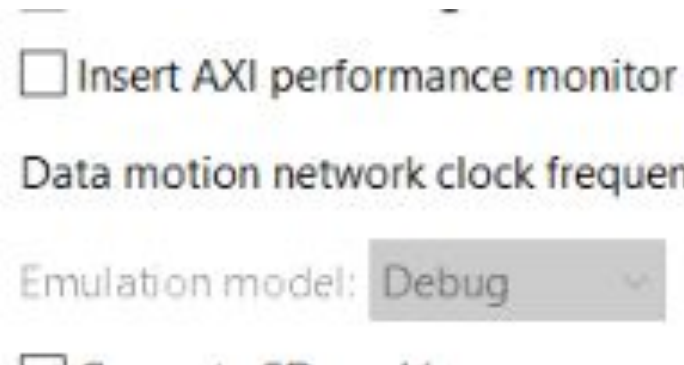 Insert AXI performance monitor
Data motion network clock frequen
Emulation model: Debug